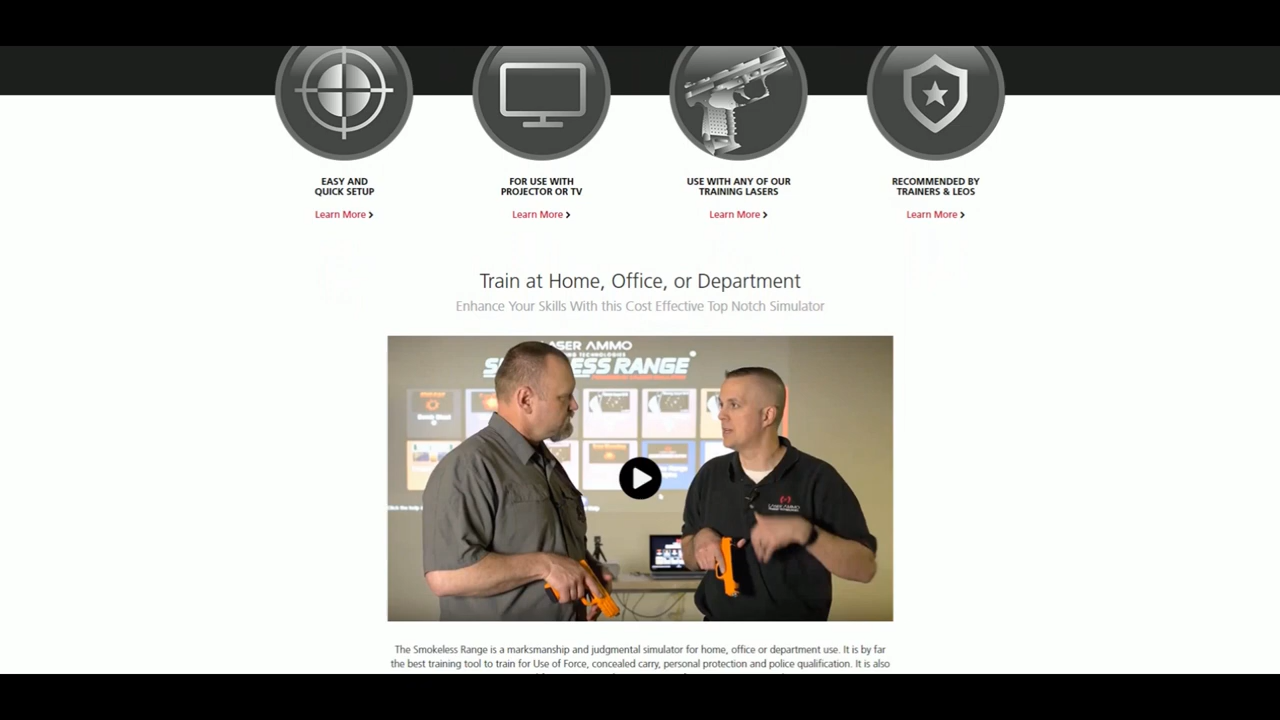 EASY AND
QUICK SETUP
Learn More
FOR USE WITH
PROJECTOR OR TV
Learn More
USE WITH ANY OF OUR
TRAINING LASERS
Learn More
RECOMMENDED BY
TRAINERS & LEOS
Learn More
Train at Home, Office, or Department
Enhance Your Skills With this Cost Effective Top Notch Simulator
LASER AMMO
TECHNOLOGIES
RANGE
LASER AMMO
The Smokeless Range is a marksmanship and judgmental simulator for home, office or department use. It is by far
the best training tool to train for Use of Force, concealed carry, personal protection and police qualification. It is also